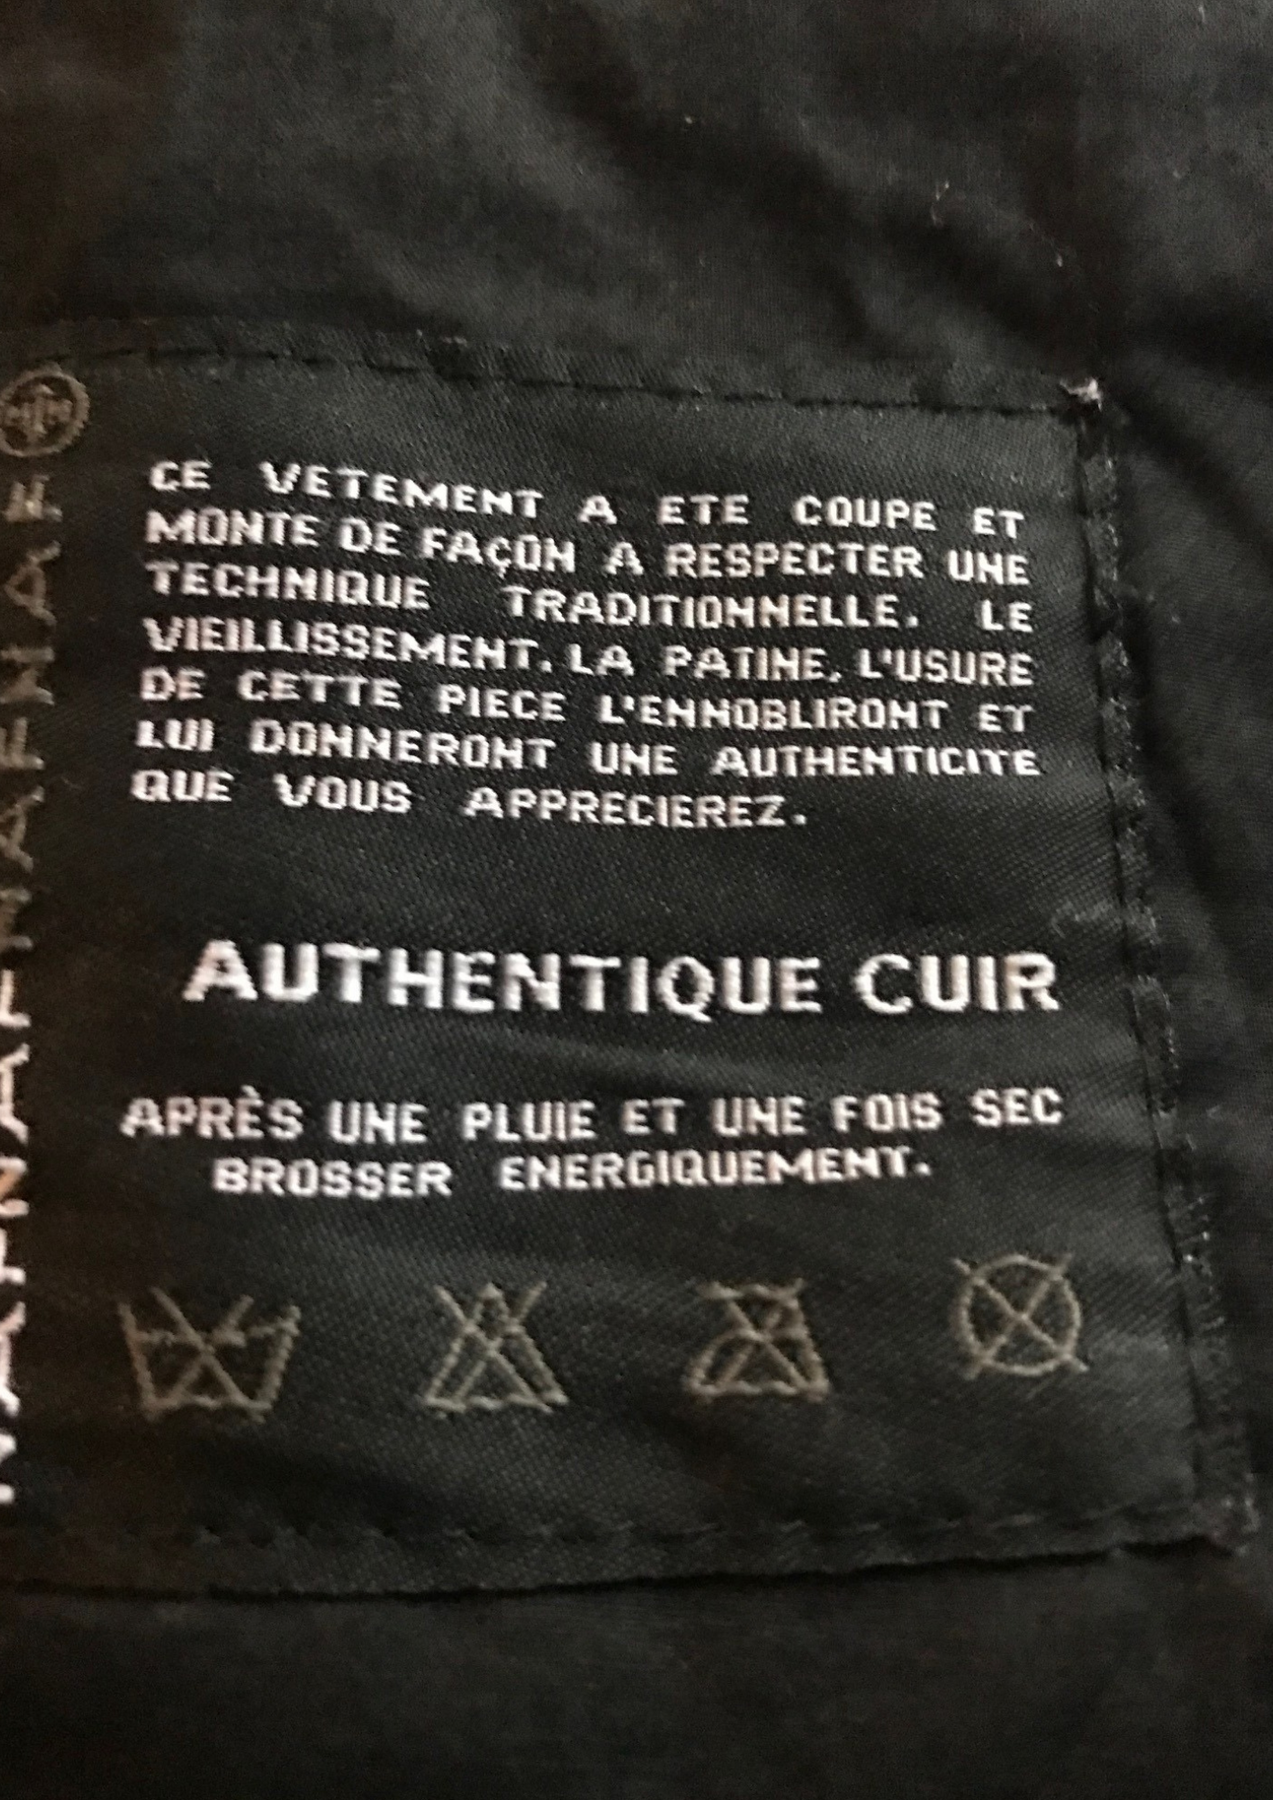 CE VETEMENT A ETE COUPE ET
MONTE DE FAÇON A RESPECTER UNE
TECHNIQUE TRADITIONNELLE. LE
VIEILLISSEMENT. LA PATINE. L'USURE
DE CETTE PIECE L'ENNOBLIRONT ET
LUI DONNERONT UNE AUTHENTICITE
QUE VOUS APPRECIEREZ.
AUTHENTIQUE CUIR
APRÈS UNE PLUIE ET UNE FOIS SEC
BROSSER ENERGIQUEMENT.